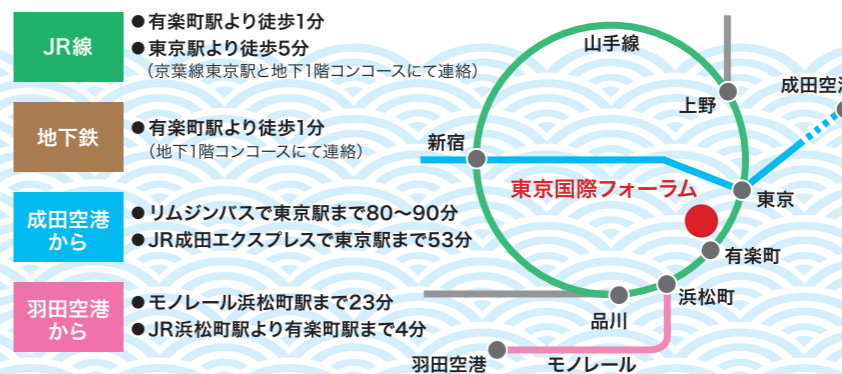 JR線
●有楽町駅より徒歩1分
●東京駅より徒歩5分
（京葉線東京駅と地下1階コンコースにて連絡）
地下鉄
●有楽町駅より徒歩1分
（地下1階コンコースにて連絡）
成田空港
から
●リムジンバスで東京駅まで80〜90分
●JR成田エクスプレスで東京駅まで53分
羽田空港
から
●モノレール浜松町駅まで23分
●JR浜松町駅より有楽町駅まで4分
山手線
上野
成田空港
新宿
東京国際フォーラム
東京
有楽町
浜松町
品川
羽田空港
モノレール